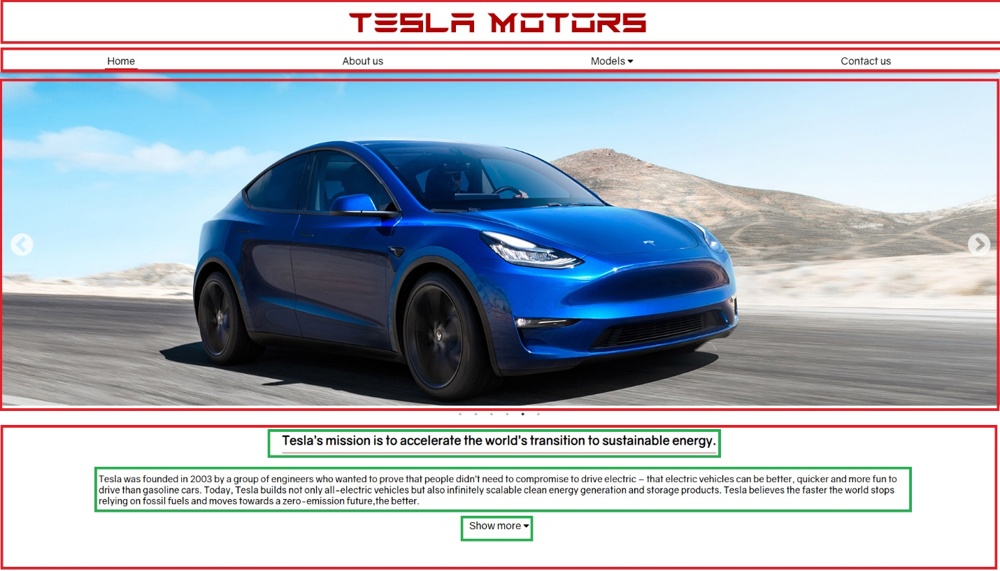 TESLA MOTORS
Home About us Models Contact us
Tesla's mission is to accelerate the world's transition to sustainable energy.
Tesla was founded in 2003 by a group of engineers who wanted to prove that people didn't need to compromise to drive electric – that electric vehicles can be better, quicker and more fun to
drive than gasoline cars. Today, Tesla builds not only all-electric vehicles but also infinitely scalable clean energy generation and storage products. Tesla believes the faster the world stops
relying on fossil fuels and moves towards a zero-emission future,the better.
Show more